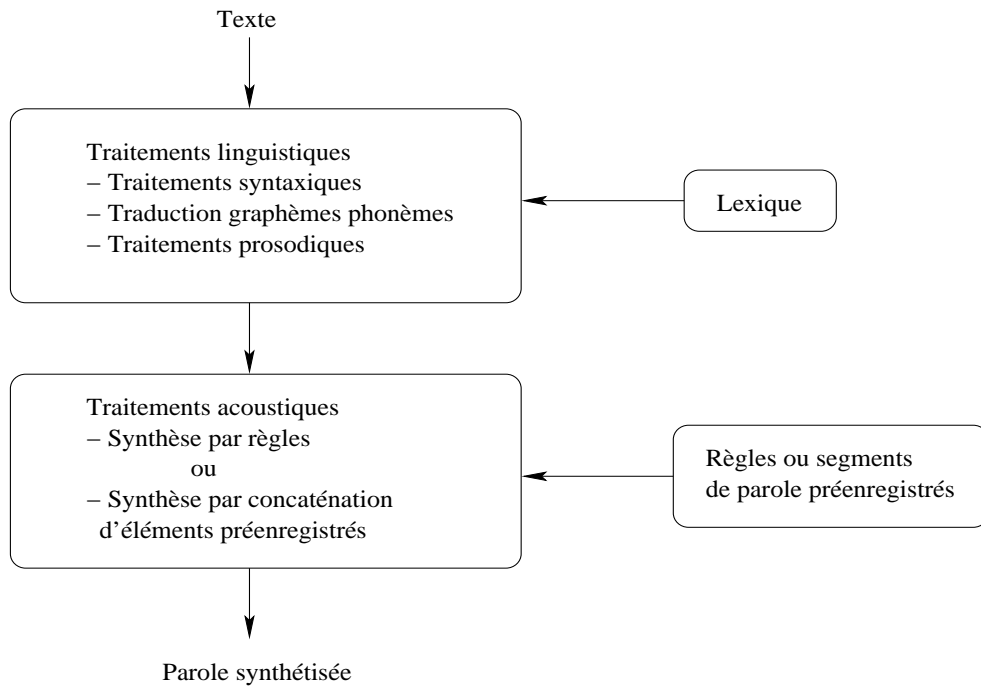 Texte
Traitements linguistiques
– Traitements syntaxiques
– Traduction graphèmes phonèmes
– Traitements prosodiques
Lexique
Traitements acoustiques
– Synthèse par règles
ou
– Synthèse par concaténation
d'éléments préenregistrés
Règles ou segments
de parole préenregistrés
Parole synthétisée